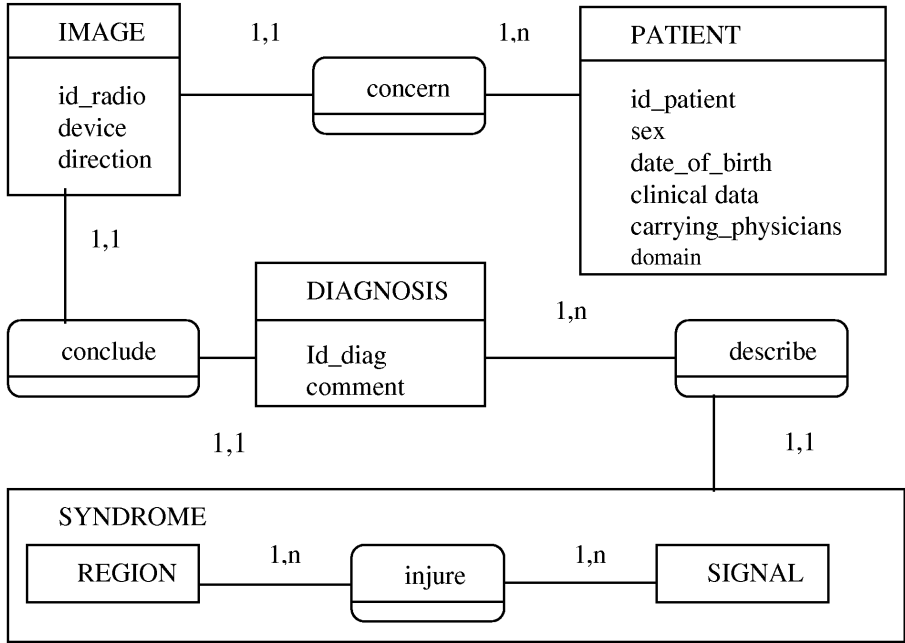 IMAGE
id_radio
device
direction
1,1
concern
1,n
PATIENT
id_patient
sex
date_of_birth
clinical data
carrying_physicians
domain
1,1
conclude
1,1
DIAGNOSIS
Id_diag
comment
1,n
describe
1,1
SYNDROME
REGION
1,n
injure
1,n
SIGNAL